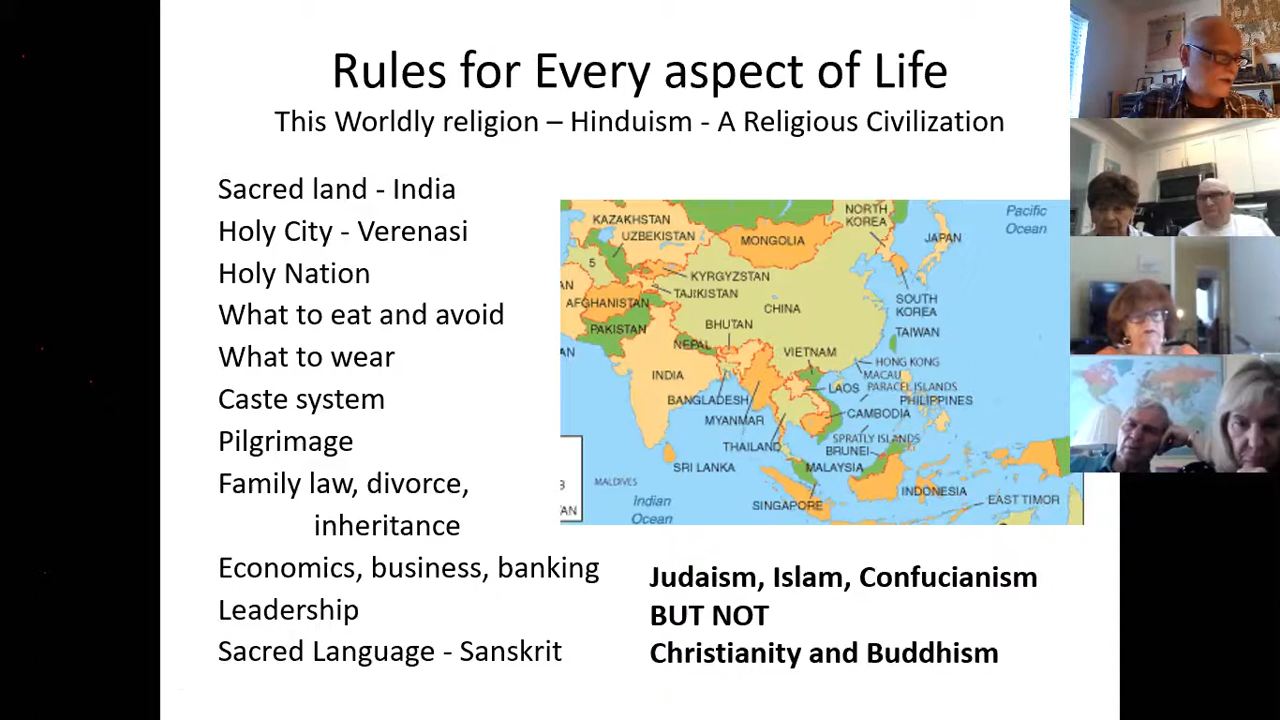 Rules for Every aspect of Life
This Worldly religion – Hinduism - A Religious Civilization
Sacred land - India
Holy City - Verenasi
Holy Nation
What to eat and avoid
What to wear
Caste system
Pilgrimage
Family law, divorce,
inheritance
Economics, business, banking
Leadership
Sacred Language - Sanskrit
KAZAKHSTAN
UZBEKISTAN
5
MONGOLIA
NORTH
KOREA
Pacific
Ocean
JAPAN
KYRGYZSTAN
TAJIKISTAN
AN
AFGHANISTAN
CHINA
SOUTH
KOREA
PAKISTAN
BHUTAN
TAIWAN
AN
NEPAL
VIETNAM
HONG KONG
INDIA
MACAU
LAOS
PARACEL ISLANDS
BANGLADESH
PHILIPPINES
MYANMAR
CAMBODIA
THAILAND
SPRATLY ISLANDS
BRUNEI
SRI LANKA
MALAYSIA
MALDIVES
INDONESIA
Indian
Ocean
SINGAPORE
EAST TIMOR
TAN
Judaism, Islam, Confucianism
BUT NOT
Christianity and Buddhism